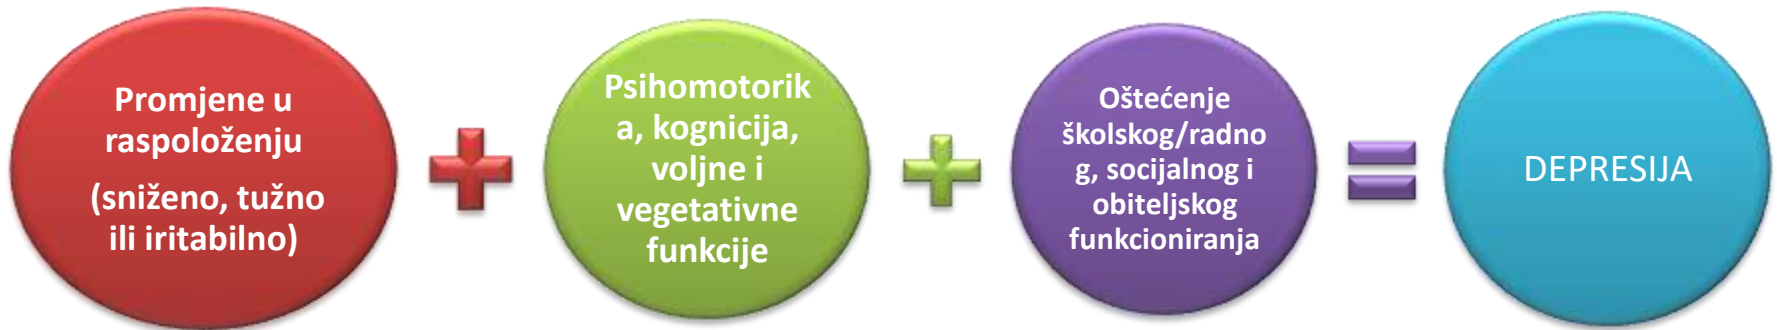 Promjene u
raspoloženju
(sniženo, tužno
ili iritabilno)
Psihomotorik
a, kognicija,
voljne i
vegetativne
funkcije
Oštećenje
školskog/radno
g, socijalnog i
obiteljskog
funkcioniranja
DEPRESIJA